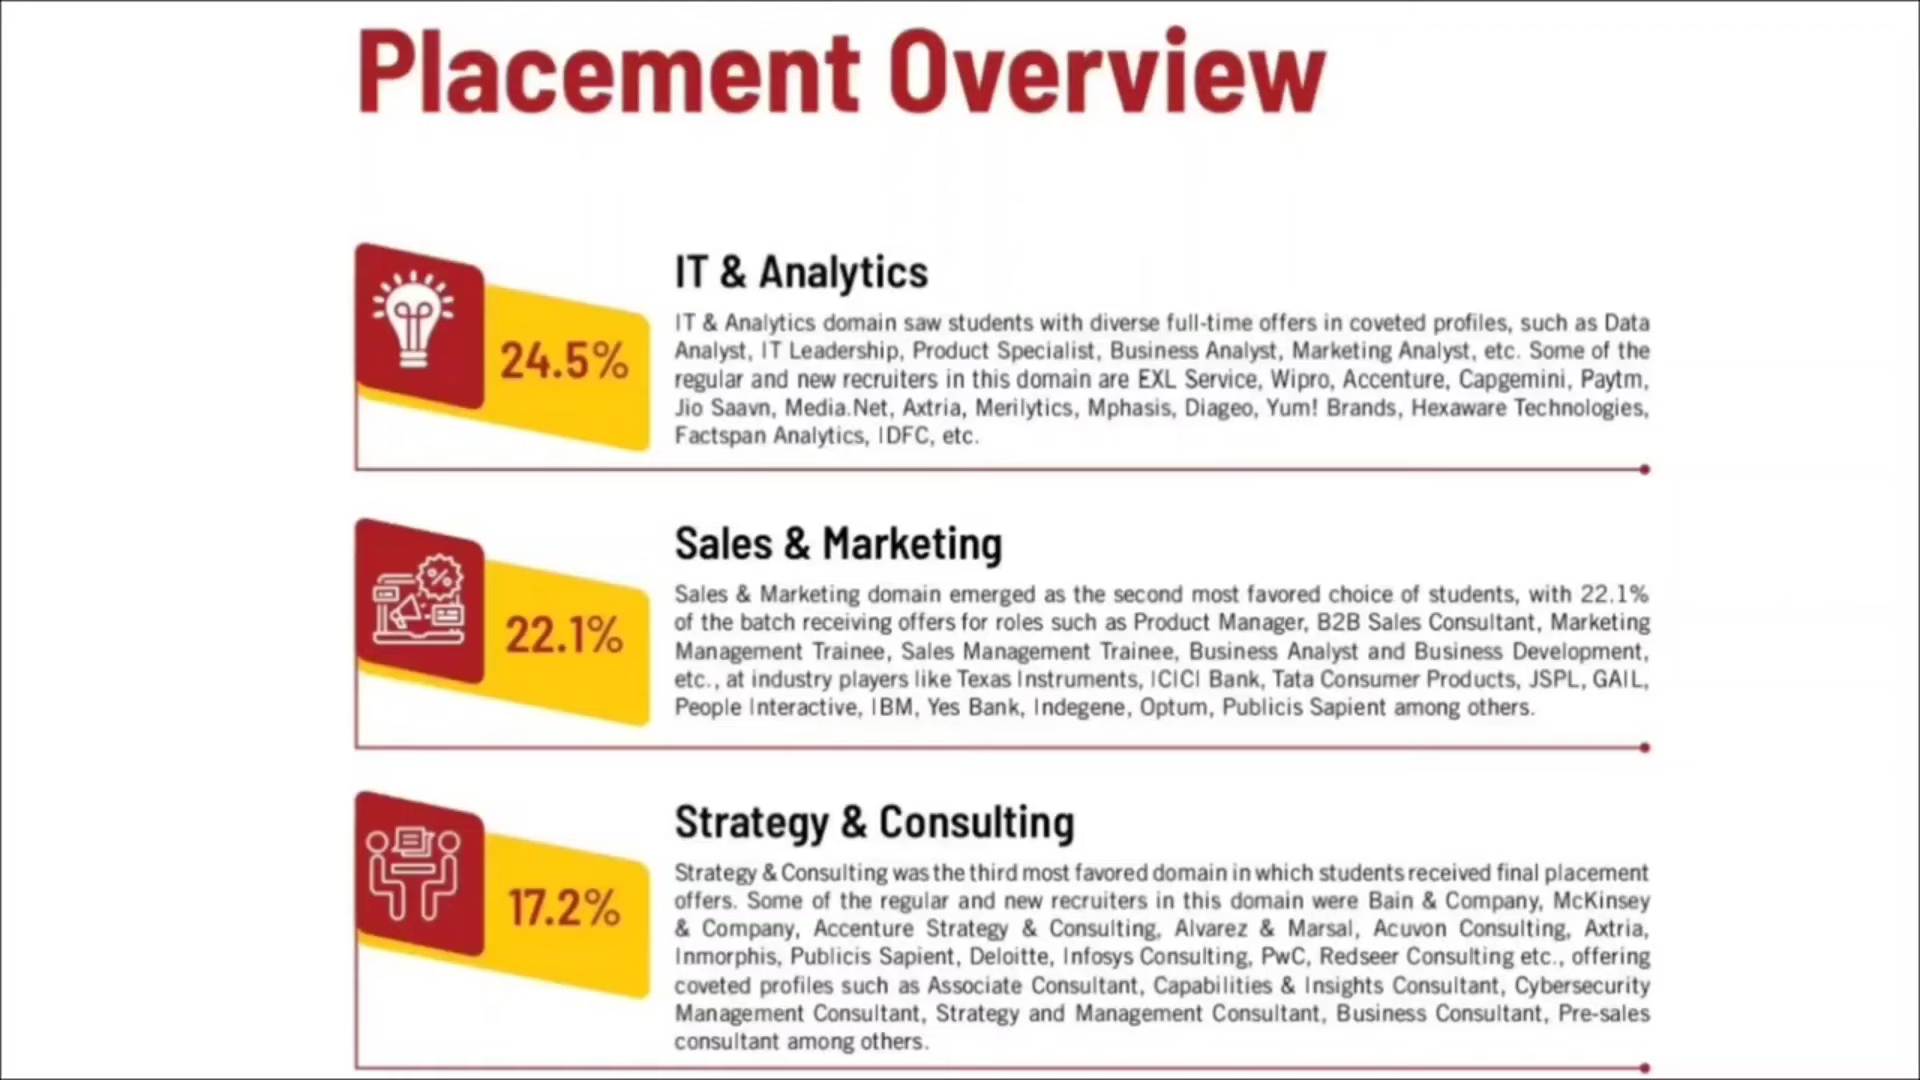 Placement Overview
IT & Analytics
24.5%
IT & Analytics domain saw students with diverse full-time offers in coveted profiles, such as Data
Analyst, IT Leadership, Product Specialist, Business Analyst, Marketing Analyst, etc. Some of the
regular and new recruiters in this domain are EXL Service, Wipro, Accenture, Capgemini, Paytm,
Jio Saavn, Media.Net, Axtria, Merilytics, Mphasis, Diageo, Yum! Brands, Hexaware Technologies,
Factspan Analytics, IDFC, etc.
Sales & Marketing
22.1%
Sales & Marketing domain emerged as the second most favored choice of students, with 22.1%
of the batch receiving offers for roles such as Product Manager, B2B Sales Consultant, Marketing
Management Trainee, Sales Management Trainee, Business Analyst and Business Development,
etc., at industry players like Texas Instruments, ICICI Bank, Tata Consumer Products, JSPL, GAIL,
People Interactive, IBM, Yes Bank, Indegene, Optum, Publicis Sapient among others.
Strategy & Consulting
17.2%
Strategy & Consulting was the third most favored domain in which students received final placement
offers. Some of the regular and new recruiters in this domain were Bain & Company, McKinsey
& Company, Accenture Strategy & Consulting, Alvarez & Marsal, Acuvon Consulting, Axtria,
Inmorphis, Publicis Sapient, Deloitte, Infosys Consulting, PwC, Redseer Consulting etc., offering
coveted profiles such as Associate Consultant, Capabilities & Insights Consultant, Cybersecurity
Management Consultant, Strategy and Management Consultant, Business Consultant, Pre-sales
consultant among others.